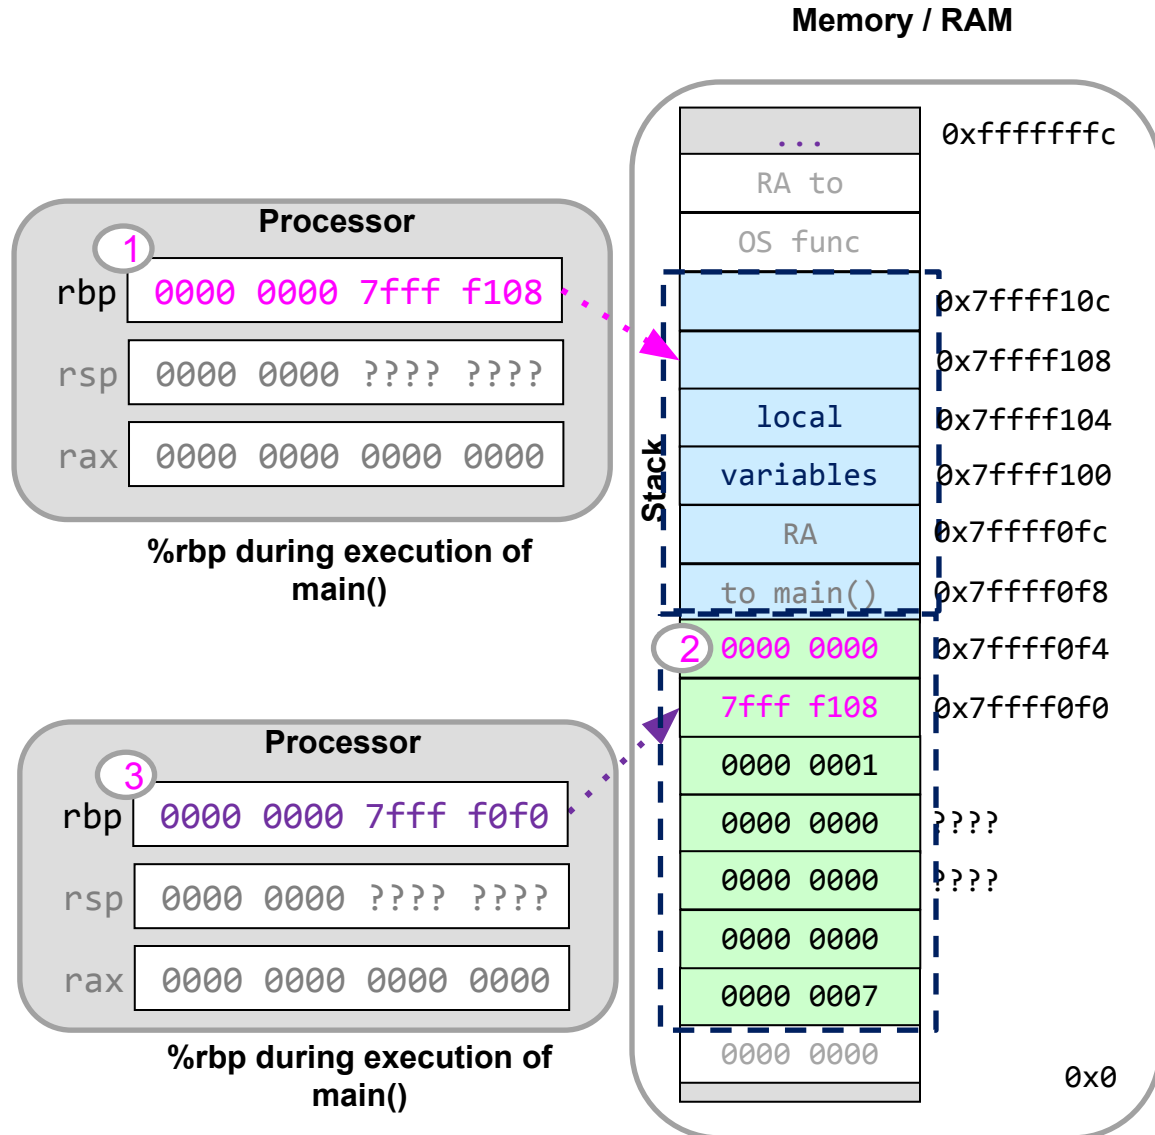 Memory / RAM
0xfffffffc
...
RA to
OS func
Processor
1
rbp 0000 0000 7fff f108
rsp 0000 0000 ???? ????
rax 0000 0000 0000 0000
%rbp during execution of
main()
Stack
0x7ffff10c
0x7ffff108
local 0x7ffff104
variables 0x7ffff100
RA 0x7ffff0fc
to main() 0x7ffff0f8
2 0000 0000 0x7ffff0f4
7fff f108 0x7ffff0f0
0000 0001
0000 0000 ????
0000 0000 ????
0000 0000
0000 0007
0000 0000
0x0
Processor
3
rbp 0000 0000 7fff f0f0
rsp 0000 0000 ???? ????
rax 0000 0000 0000 0000
%rbp during execution of
main()